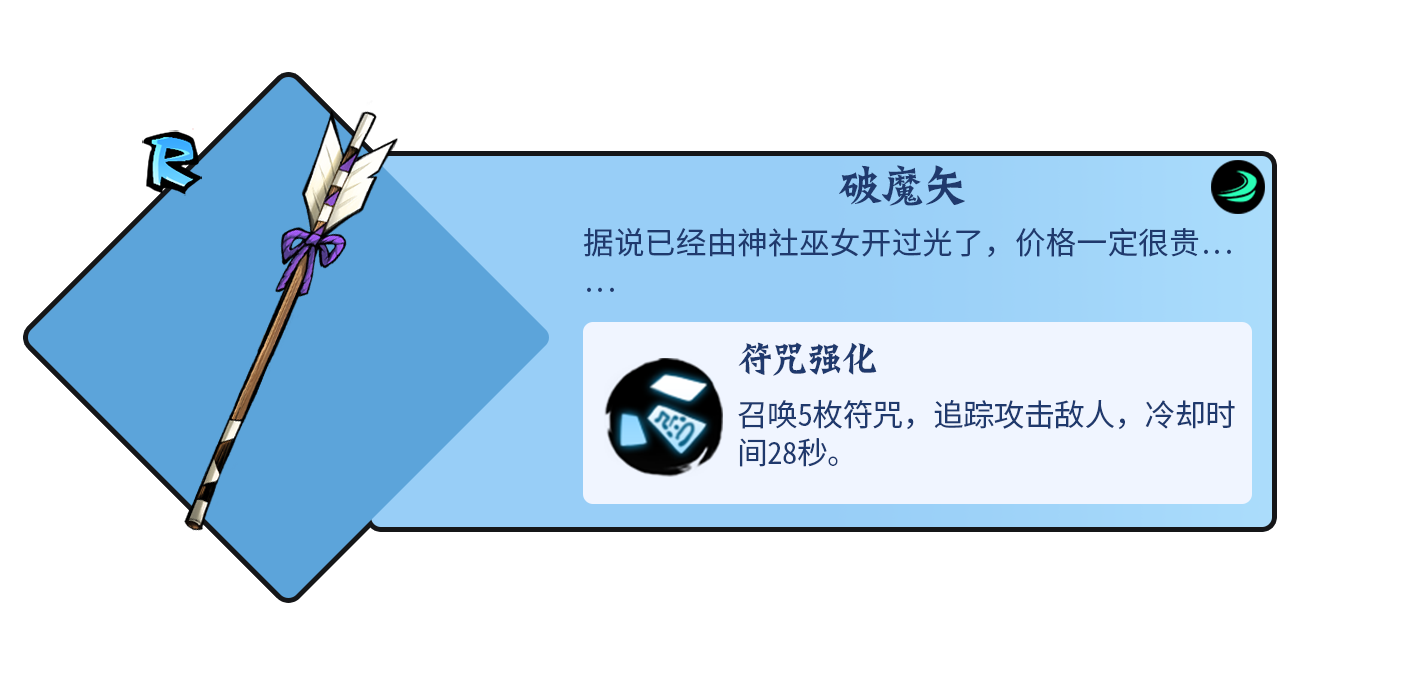 R
破魔矢
据说已经由神社巫女开过光了，价格一定很贵…
…
符咒强化
召唤5枚符咒，追踪攻击敌人，冷却时
间28秒。